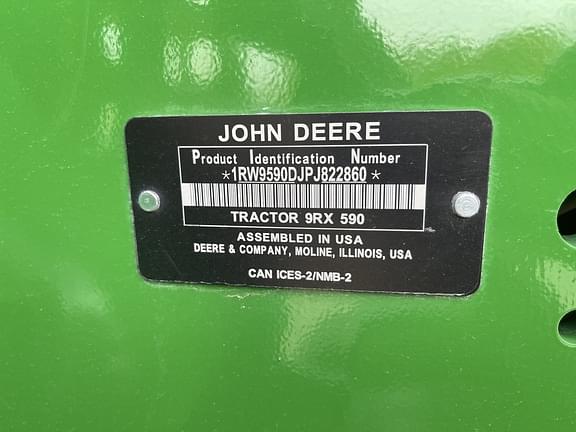 JOHN DEERE
Product Identification Number
*1RW9590DJPJ822860*
TRACTOR 9RX 590
ASSEMBLED IN USA
DEERE & COMPANY, MOLINE, ILLINOIS, USA
CAN ICES-2/NMB-2